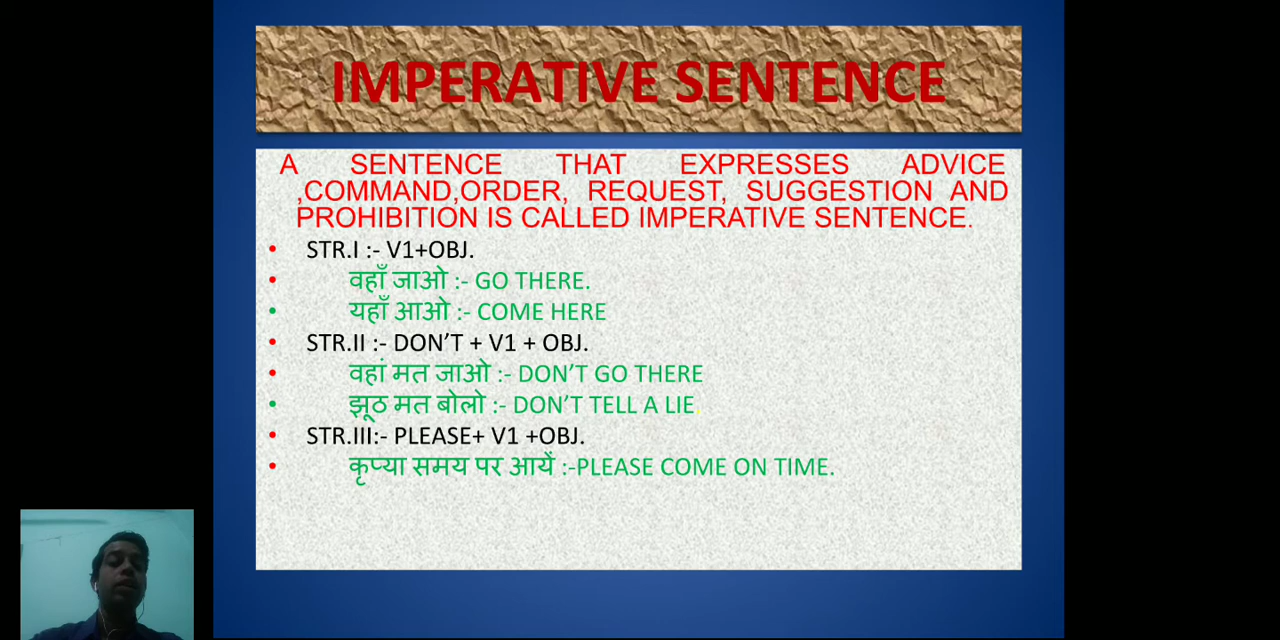 IMPERATIVE SENTENCE
A SENTENCE THAT EXPRESSES ADVICE
,COMMAND,ORDER, REQUEST, SUGGESTION AND
PROHIBITION IS CALLED IMPERATIVE SENTENCE.
• STR.I :- V1+OBJ.
• वहाँ जाओ :- GO THERE.
• यहाँ आओ :- COME HERE
• STR.II :- DON’T + V1 + OBJ.
• वहां मत जाओ :- DON’T GO THERE
• झूठ मत बोलो :- DON’T TELL A LIE.
• STR.III:- PLEASE+ V1 +OBJ.
• कृप्या समय पर आयें :-PLEASE COME ON TIME.